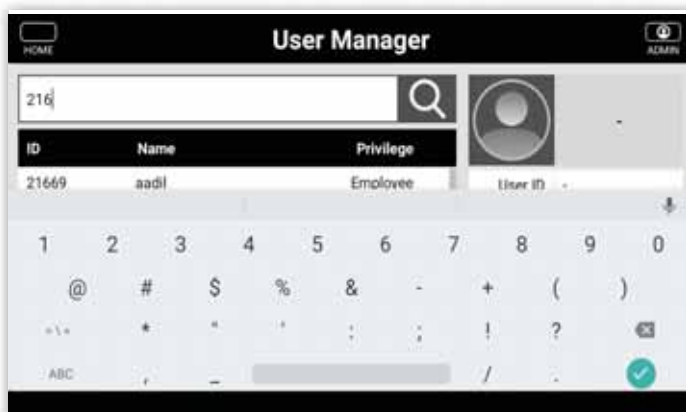 HOME
User Manager
ADMIN
216
ID Name Privilege
21669 aadil Employee
User ID -
-
1 2 3 4 5 6 7 8 9 0
@ # $ % & - + ( )
* " ' : ; ! ?
ABC , _ / .